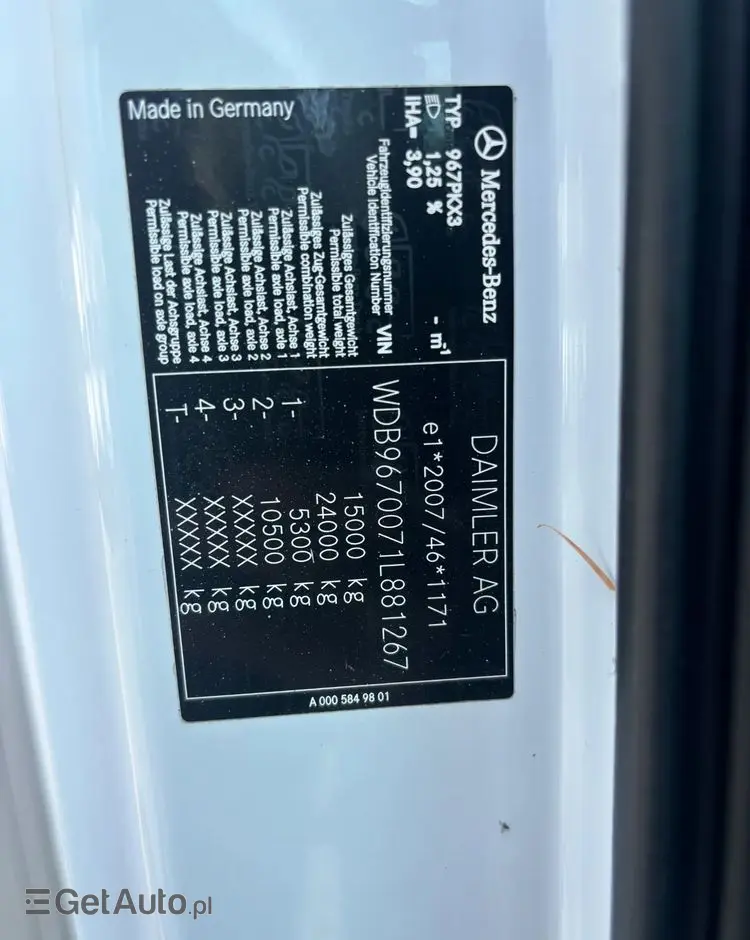 Mercedes-Benz
DAIMLER AG
TYP 967PKX3
- m¹
e1*2007/46*1171
1,25 %
IHA= 3,90
Fahrzeugidentifizierungsnummer
Vehicle Identification Number
VIN
WDB9670071L881267
Zulässiges Gesamtgewicht
Permissible total weight
15000 kg
Zulässiges Zug-Gesamtgewicht
Permissible combination weight
24000 kg
Zulässige Achslast, Achse 1
Permissible axle load, axle 1
1- 5300 kg
Zulässige Achslast, Achse 2
Permissible axle load, axle 2
2- 10500 kg
Zulässige Achslast, Achse 3
Permissible axle load, axle 3
3- XXXXX kg
Zulässige Achslast, Achse 4
Permissible axle load, axle 4
4- XXXXX kg
Zulässige Last der Achsgruppe
Permissible load on axle group
T- XXXXX kg
Made in Germany
A 000 584 98 01
GetAuto.pl